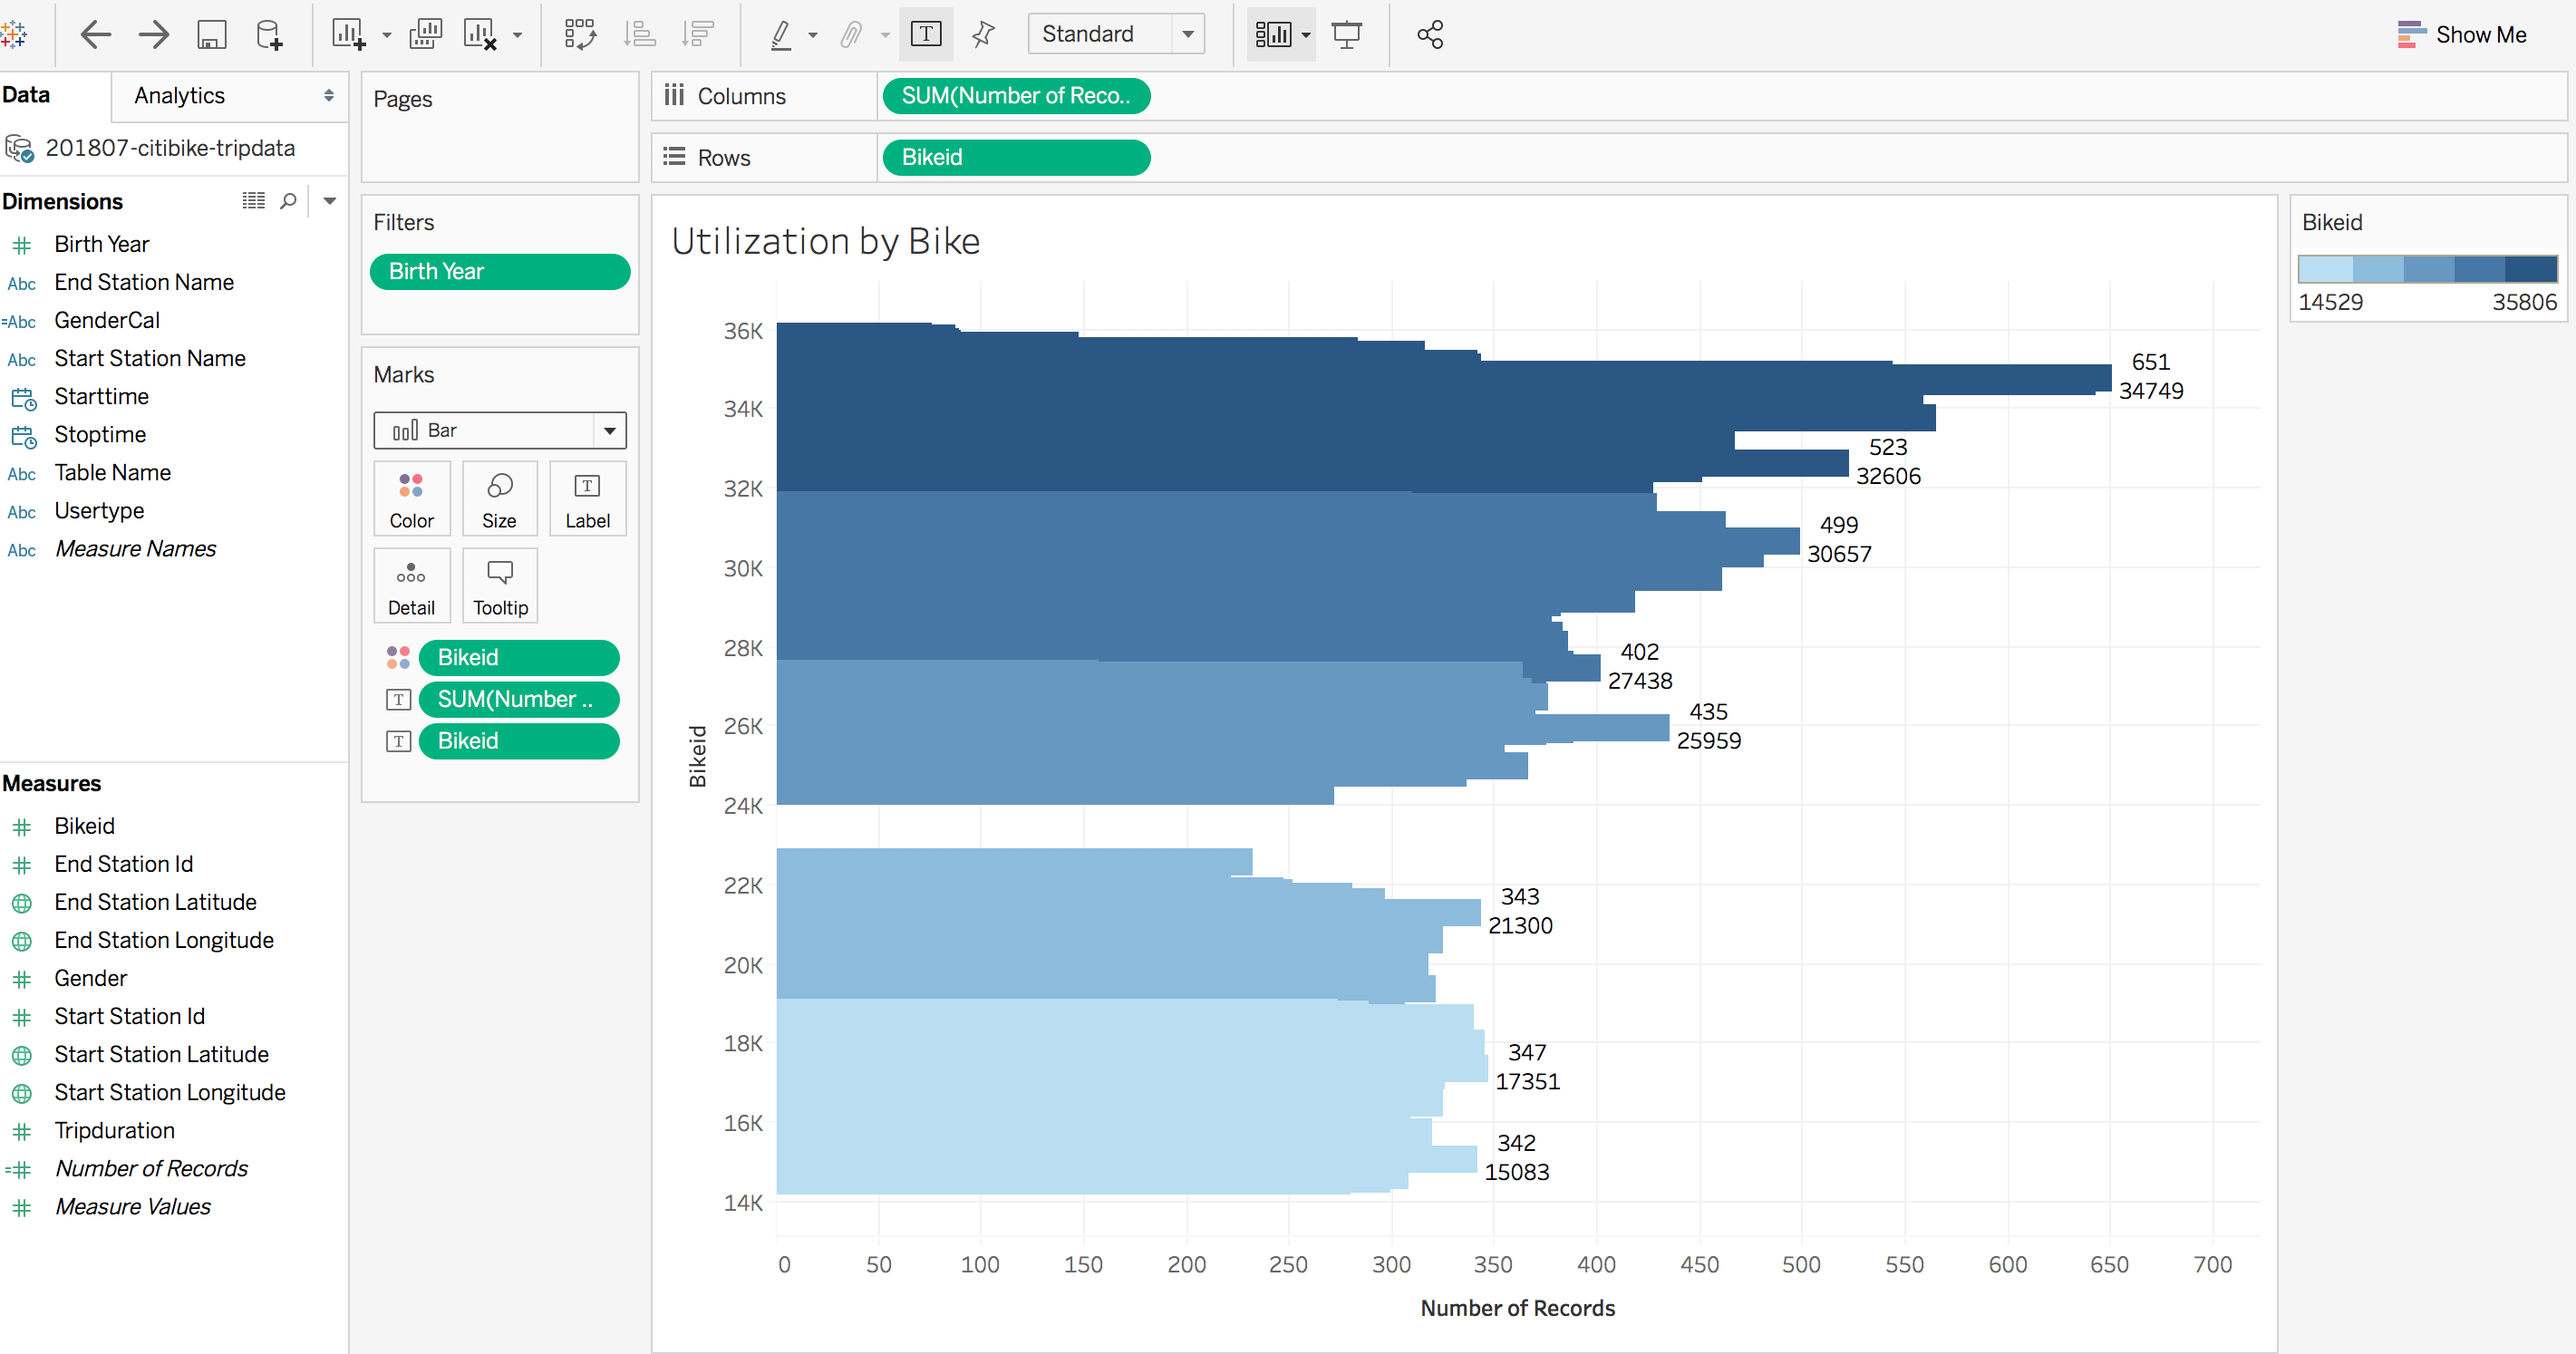 Standard
Show Me
Data
Analytics
201807-citibike-tripdata
Dimensions
Birth Year
Abc End Station Name
=Abc GenderCal
Abc Start Station Name
Starttime
Stoptime
Abc Table Name
Abc Usertype
Abc Measure Names
Measures
Bikeid
End Station Id
End Station Latitude
End Station Longitude
Gender
Start Station Id
Start Station Latitude
Start Station Longitude
Tripduration
Number of Records
Measure Values
Pages
Filters
Birth Year
Marks
Bar
Color
Size
T
Label
Detail
Tooltip
Bikeid
T SUM(Number ..
T Bikeid
Columns
SUM(Number of Reco..
Rows
Bikeid
Utilization by Bike
36K
34K
32K
30K
28K
26K
24K
22K
20K
18K
16K
14K
Bikeid
651
34749
523
32606
499
30657
402
27438
435
25959
343
21300
347
17351
342
15083
0 50 100 150 200 250 300 350 400 450 500 550 600 650 700
Number of Records
Bikeid
14529 35806